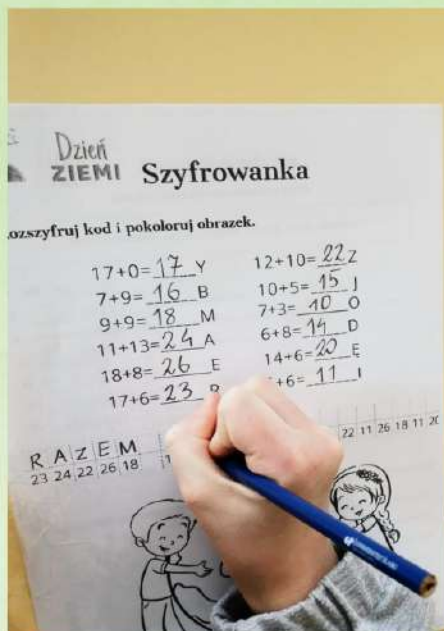 Dzień
ZIEMI
Szyfrowanka
ozszyfruj kod i pokoloruj obrazek.
17+0=17 Y
7+9=16 B
9+9=18 M
11+13=24 A
18+8=26 E
17+6=23
12+10=22 Z
10+5=15 J
7+3=10 O
6+8=14 D
14+6=20 Ę
+6=11 I
R A Z E M
23 24 22 26 18
22 11 26 18 11